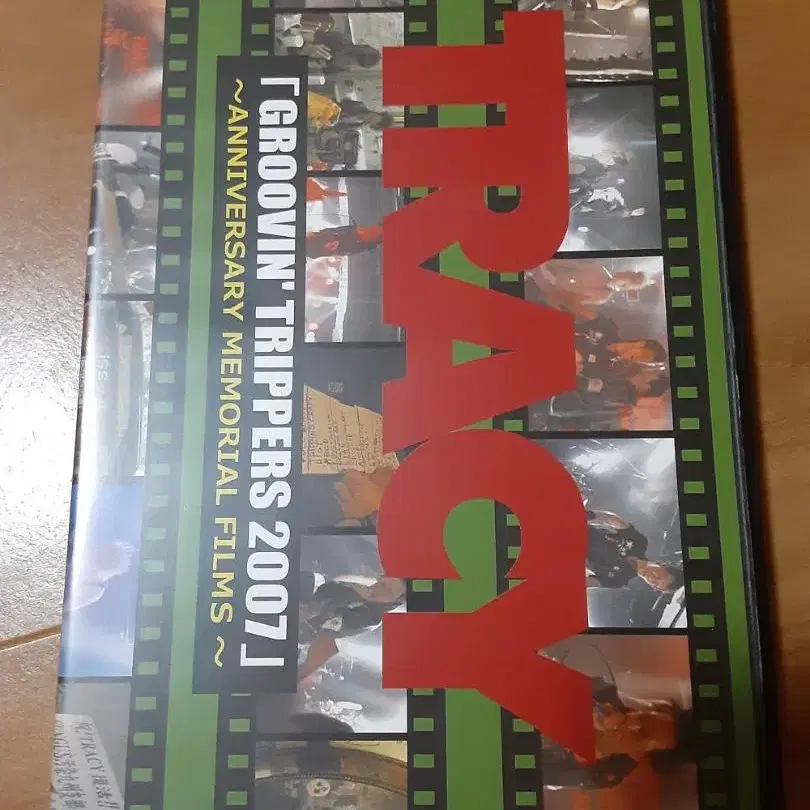 TRACY
「GROOVIN' TRIPPERS 2007」
~ANNIVERSARY MEMORIAL FILMS~